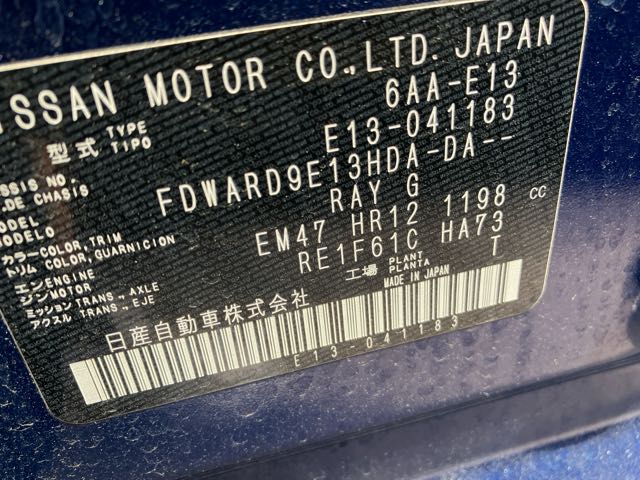 ISSAN MOTOR CO.,LTD. JAPAN
型式 TYPE TIPO 6AA-E13
SSIS NO. E13-041183
DE CHASIS
MODEL FDWARD9E13HDA-DA--
MODELO
カラー COLOR, TRIM RAY G
トリム COLOR, GUARNICION
エンジン ENGINE MOTOR EM47 HR12 1198 CC
ミッション TRANS., AXLE RE1F61C HA73
アクスル TRANS., EJE
工場 PLANT PLANTA T
MADE IN JAPAN
日産自動車株式会社
E13-041183